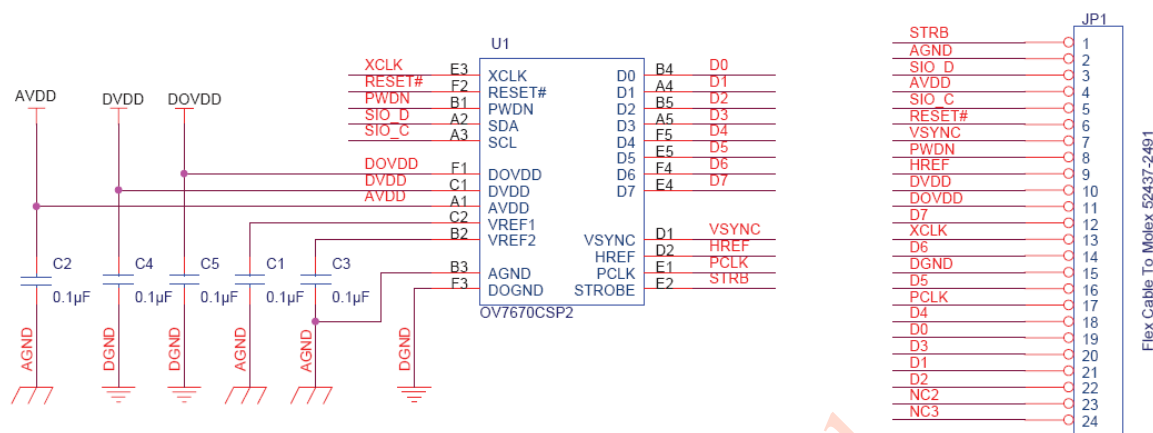 U1
JP1
AVDD
DVDD
DOVDD
XCLK E3 XCLK
RESET# F2 RESET#
PWDN B1 PWDN
SIO_D A2 SDA
SIO_C A3 SCL
DOVDD F1 DOVDD
DVDD C1 DVDD
AVDD A1 AVDD
C2 VREF1
B2 VREF2
B3 AGND
F3 DOGND
D0 B4 D0
D1 A4 D1
D2 B5 D2
D3 A5 D3
D4 F5 D4
D5 E5 D5
D6 F4 D6
D7 E4 D7
VSYNC D1 VSYNC
HREF D2 HREF
PCLK E1 PCLK
STROBE E2 STRB
OV7670CSP2
C2
0.1µF
C4
0.1µF
C5
0.1µF
C1
0.1µF
C3
0.1µF
AGND
DGND
DGND
AGND
AGND
DGND
STRB 1
AGND 2
SIO_D 3
AVDD 4
SIO_C 5
RESET# 6
VSYNC 7
PWDN 8
HREF 9
DVDD 10
DOVDD 11
D7 12
XCLK 13
D6 14
DGND 15
D5 16
PCLK 17
D4 18
D0 19
D3 20
D1 21
D2 22
NC2 23
NC3 24
Flex Cable To Molex 52437-2491